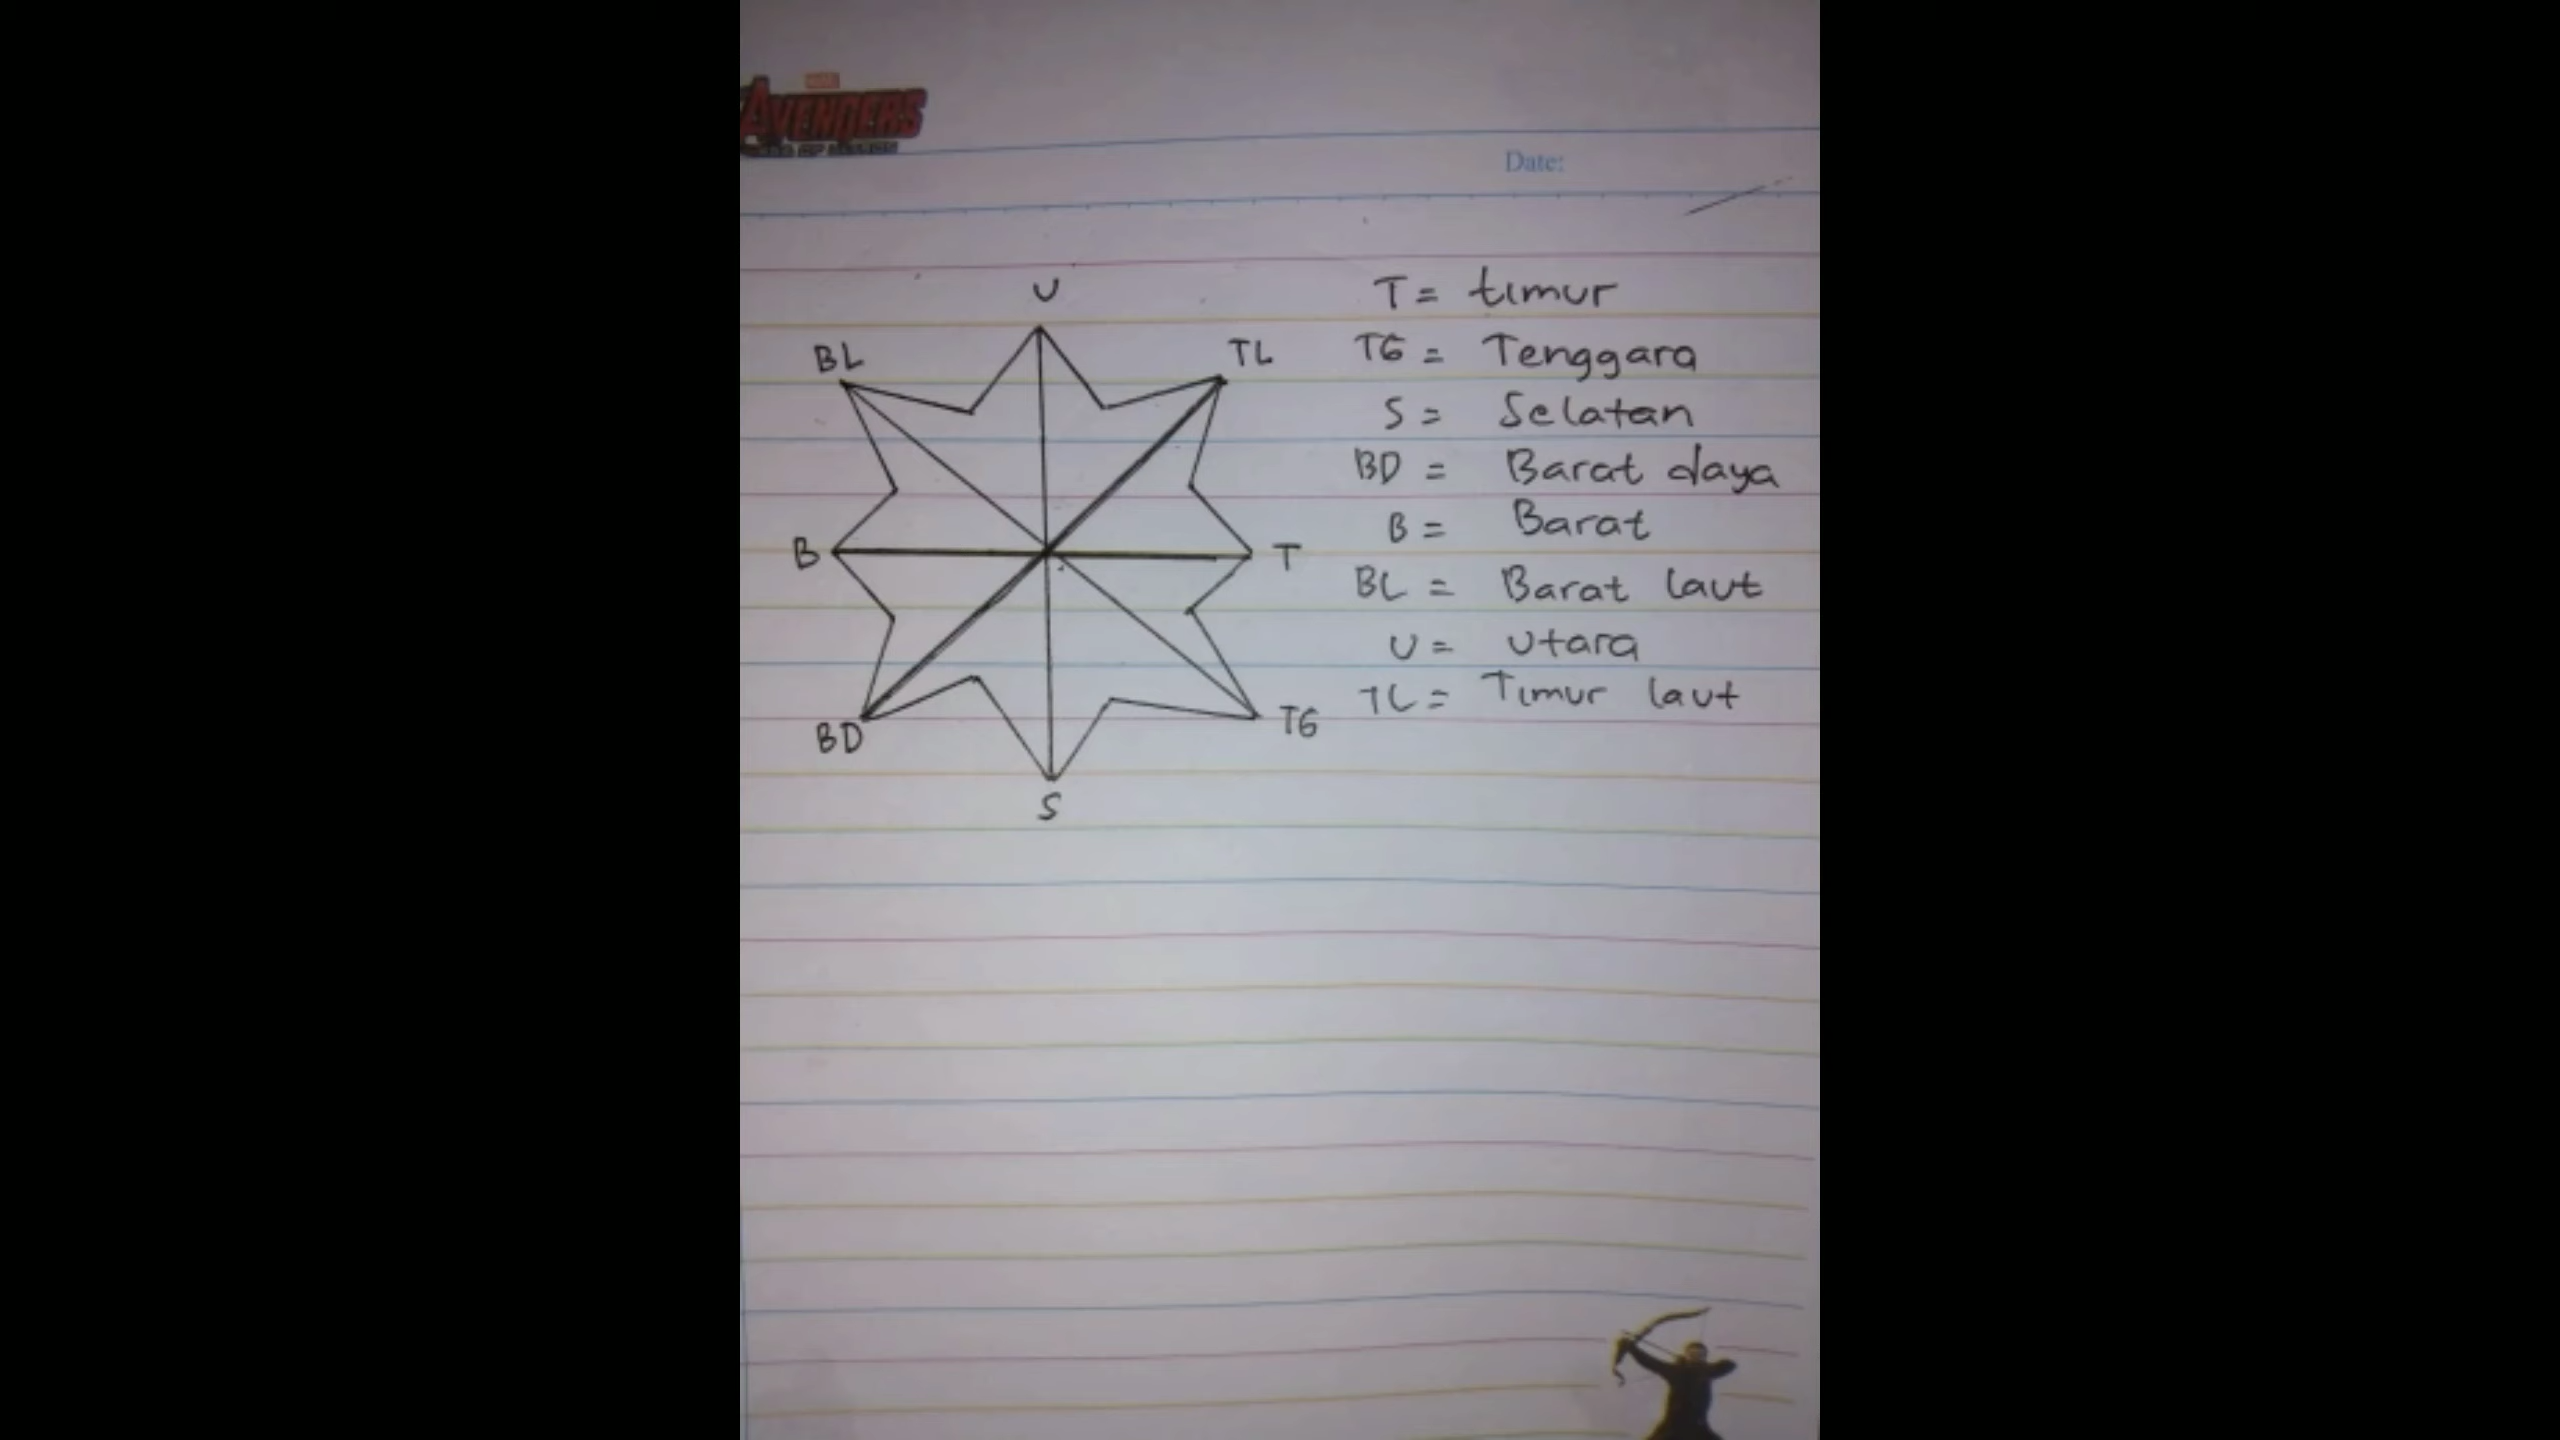 MARVEL
AVENGERS
Date:
U
BL
TL
B
T
BD
TG
S
T = timur
TG = Tenggara
S = Selatan
BD = Barat daya
B = Barat
BL = Barat laut
U = Utara
TL = Timur laut